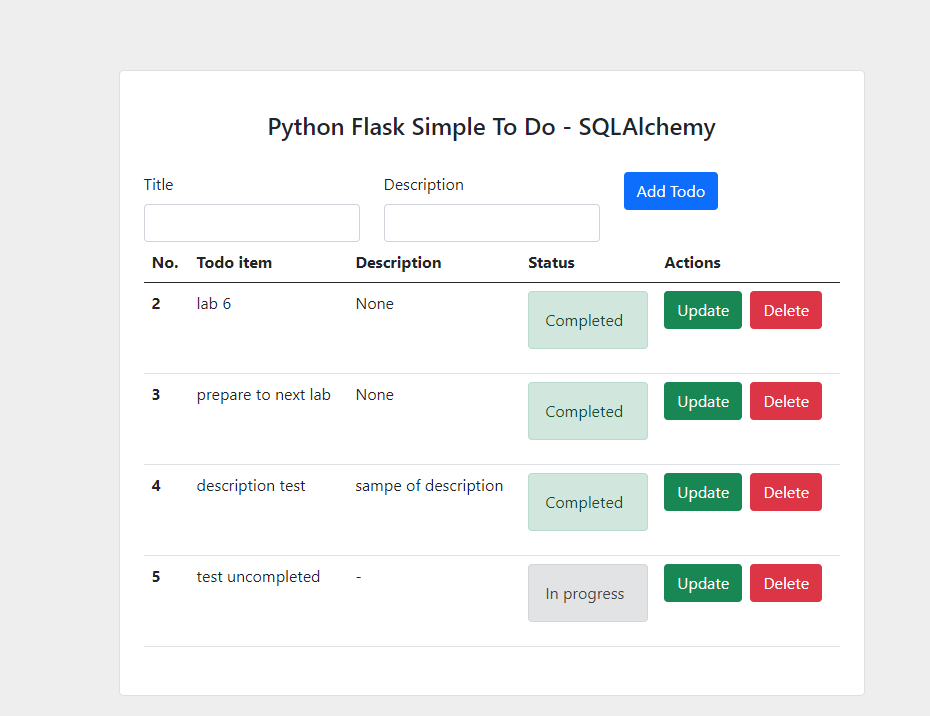 Python Flask Simple To Do - SQLAlchemy
Title Description Add Todo
No. Todo item Description Status Actions
2 lab 6 None Completed Update Delete
3 prepare to next lab None Completed Update Delete
4 description test sampe of description Completed Update Delete
5 test uncompleted - In progress Update Delete